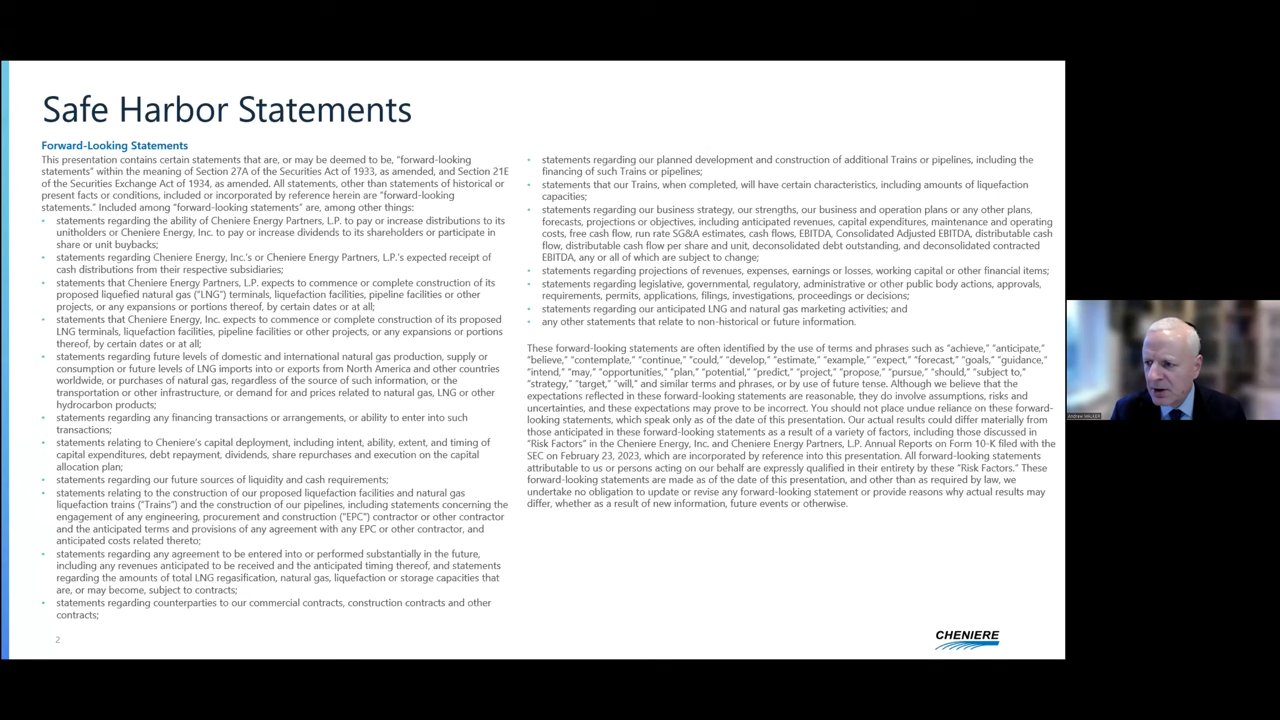 Safe Harbor Statements
Forward-Looking Statements
This presentation contains certain statements that are, or may be deemed to be, “forward-looking
statements” within the meaning of Section 27A of the Securities Act of 1933, as amended, and Section 21E
of the Securities Exchange Act of 1934, as amended. All statements, other than statements of historical or
present facts or conditions, included or incorporated by reference herein are “forward-looking
statements.” Included among “forward-looking statements” are, among other things:
• statements regarding the ability of Cheniere Energy Partners, L.P. to pay or increase distributions to its
unitholders or Cheniere Energy, Inc. to pay or increase dividends to its shareholders or participate in
share or unit buybacks;
• statements regarding Cheniere Energy, Inc.’s or Cheniere Energy Partners, L.P.’s expected receipt of
cash distributions from their respective subsidiaries;
• statements that Cheniere Energy Partners, L.P. expects to commence or complete construction of its
proposed liquefied natural gas (“LNG”) terminals, liquefaction facilities, pipeline facilities or other
projects, or any expansions or portions thereof, by certain dates or at all;
• statements that Cheniere Energy, Inc. expects to commence or complete construction of its proposed
LNG terminals, liquefaction facilities, pipeline facilities or other projects, or any expansions or portions
thereof, by certain dates or at all;
• statements regarding future levels of domestic and international natural gas production, supply or
consumption or future levels of LNG imports into or exports from North America and other countries
worldwide, or purchases of natural gas, regardless of the source of such information, or the
transportation or other infrastructure, or demand for and prices related to natural gas, LNG or other
hydrocarbon products;
• statements regarding any financing transactions or arrangements, or ability to enter into such
transactions;
• statements relating to Cheniere’s capital deployment, including intent, ability, extent, and timing of
capital expenditures, debt repayment, dividends, share repurchases and execution on the capital
allocation plan;
• statements regarding our future sources of liquidity and cash requirements;
• statements relating to the construction of our proposed liquefaction facilities and natural gas
liquefaction trains (“Trains”) and the construction of our pipelines, including statements concerning the
engagement of any engineering, procurement and construction (“EPC”) contractor or other contractor
and the anticipated terms and provisions of any agreement with any EPC or other contractor, and
anticipated costs related thereto;
• statements regarding any agreement to be entered into or performed substantially in the future,
including any revenues anticipated to be received and the anticipated timing thereof, and statements
regarding the amounts of total LNG regasification, natural gas, liquefaction or storage capacities that
are, or may become, subject to contracts;
• statements regarding counterparties to our commercial contracts, construction contracts and other
contracts;
• statements regarding our planned development and construction of additional Trains or pipelines, including the
financing of such Trains or pipelines;
• statements that our Trains, when completed, will have certain characteristics, including amounts of liquefaction
capacities;
• statements regarding our business strategy, our strengths, our business and operation plans or any other plans,
forecasts, projections or objectives, including anticipated revenues, capital expenditures, maintenance and operating
costs, free cash flow, run rate SG&A estimates, cash flows, EBITDA, Consolidated Adjusted EBITDA, distributable cash
flow, distributable cash flow per share and unit, deconsolidated debt outstanding, and deconsolidated contracted
EBITDA, any or all of which are subject to change;
• statements regarding projections of revenues, expenses, earnings or losses, working capital or other financial items;
• statements regarding legislative, governmental, regulatory, administrative or other public body actions, approvals,
requirements, permits, applications, filings, investigations, proceedings or decisions;
• statements regarding our anticipated LNG and natural gas marketing activities; and
• any other statements that relate to non-historical or future information.
These forward-looking statements are often identified by the use of terms and phrases such as “achieve,” “anticipate,”
“believe,” “contemplate,” “continue,” “could,” “develop,” “estimate,” “example,” “expect,” “forecast,” “goals,” “guidance,”
“intend,” “may,” “opportunities,” “plan,” “potential,” “predict,” “project,” “propose,” “pursue,” “should,” “subject to,”
“strategy,” “target,” “will,” and similar terms and phrases, or by use of future tense. Although we believe that the
expectations reflected in these forward-looking statements are reasonable, they do involve assumptions, risks and
uncertainties, and these expectations may prove to be incorrect. You should not place undue reliance on these forward-
looking statements, which speak only as of the date of this presentation. Our actual results could differ materially from
those anticipated in these forward-looking statements as a result of a variety of factors, including those discussed in
“Risk Factors” in the Cheniere Energy, Inc. and Cheniere Energy Partners, L.P. Annual Reports on Form 10-K filed with the
SEC on February 23, 2023, which are incorporated by reference into this presentation. All forward-looking statements
attributable to us or persons acting on our behalf are expressly qualified in their entirety by these “Risk Factors.” These
forward-looking statements are made as of the date of this presentation, and other than as required by law, we
undertake no obligation to update or revise any forward-looking statement or provide reasons why actual results may
differ, whether as a result of new information, future events or otherwise.
2
CHENIERE
Andrew WALKER